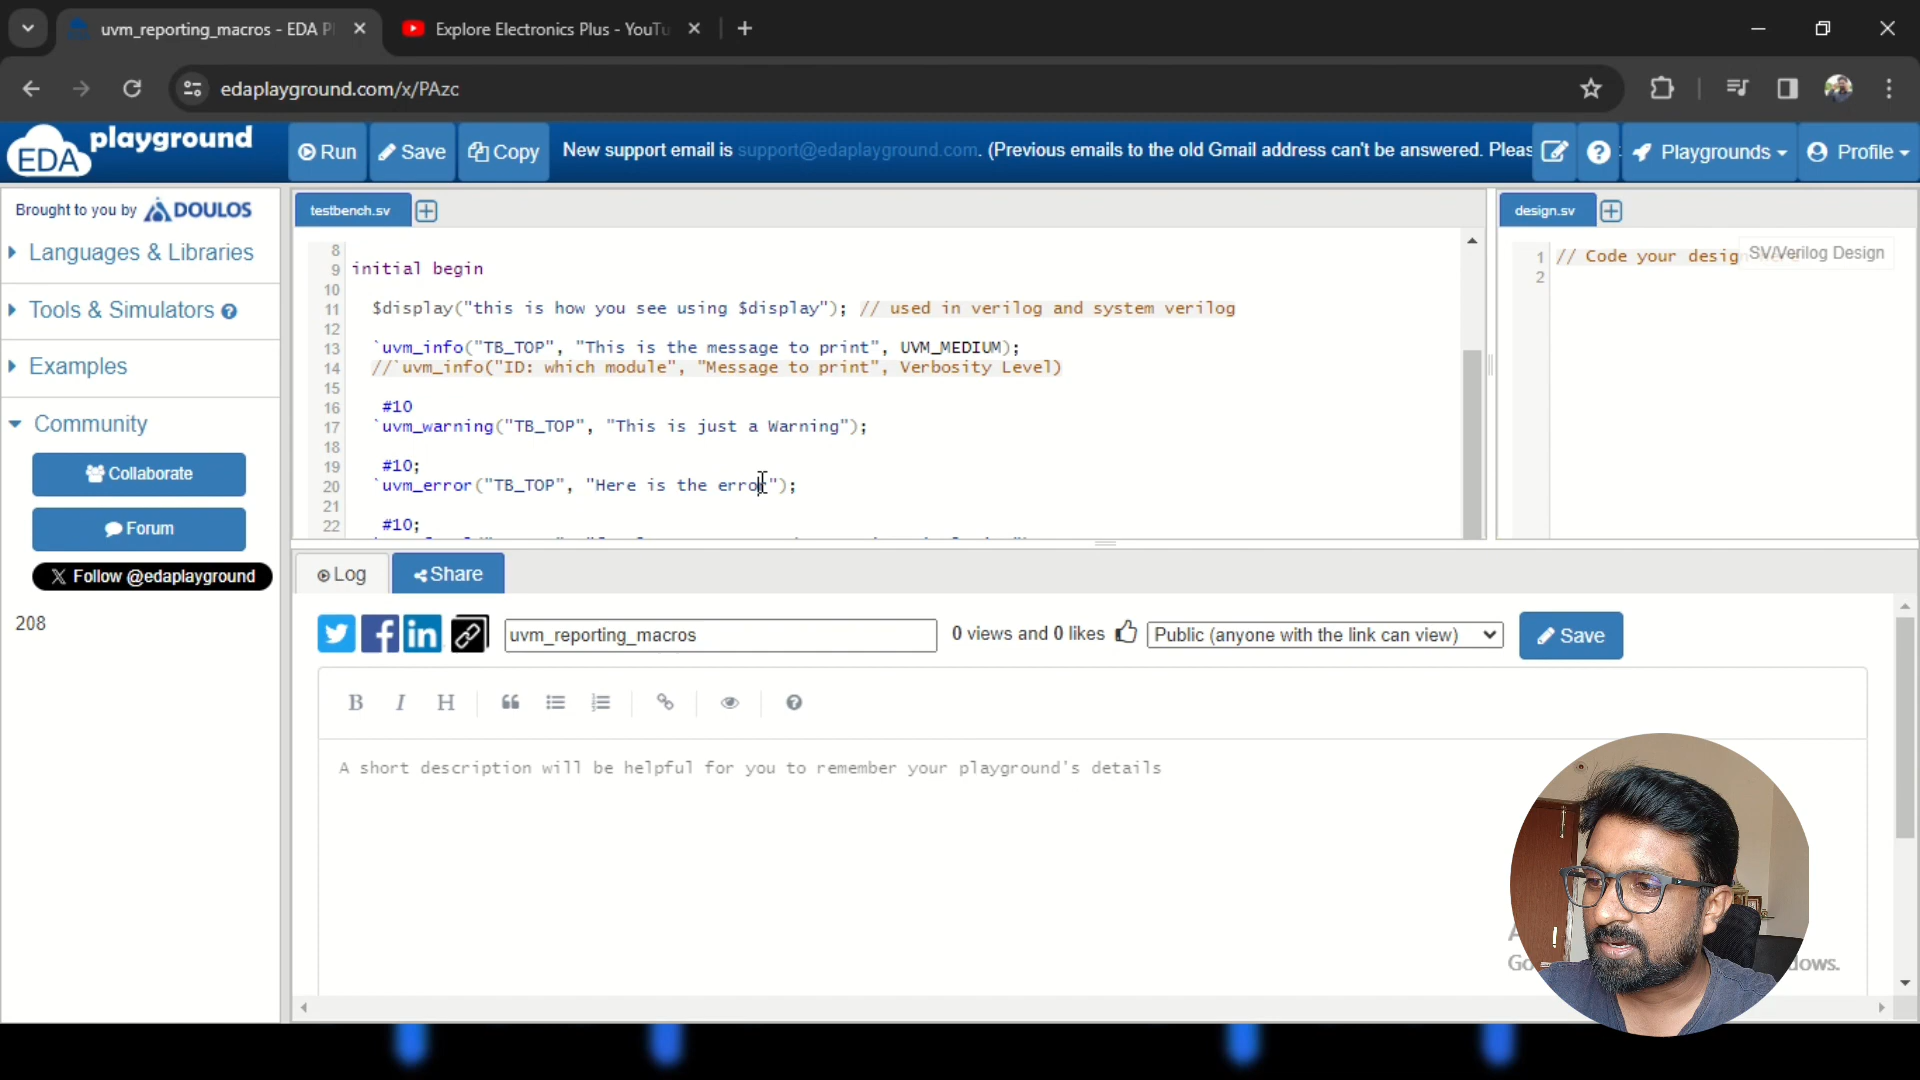 uvm_reporting_macros - EDA P
Explore Electronics Plus - YouTu
edaplayground.com/x/PAzc
EDA playground
Run
Save
Copy
New support email is support@edaplayground.com. (Previous emails to the old Gmail address can't be answered. Pleas
Playgrounds
Profile
Brought to you by DOULOS
Languages & Libraries
Tools & Simulators
Examples
Community
Collaborate
Forum
Follow @edaplayground
208
testbench.sv
8
9 initial begin
10
11 $display("this is how you see using $display"); // used in verilog and system verilog
12
13 `uvm_info("TB_TOP", "This is the message to print", UVM_MEDIUM);
14 //`uvm_info("ID: which module", "Message to print", Verbosity Level)
15
16 #10
17 `uvm_warning("TB_TOP", "This is just a Warning");
18
19 #10;
20 `uvm_error("TB_TOP", "Here is the error");
21
22 #10;
design.sv
1 // Code your desig
2
SV/Verilog Design
Log
Share
uvm_reporting_macros
0 views and 0 likes
Public (anyone with the link can view)
Save
B I H
A short description will be helpful for you to remember your playground's details